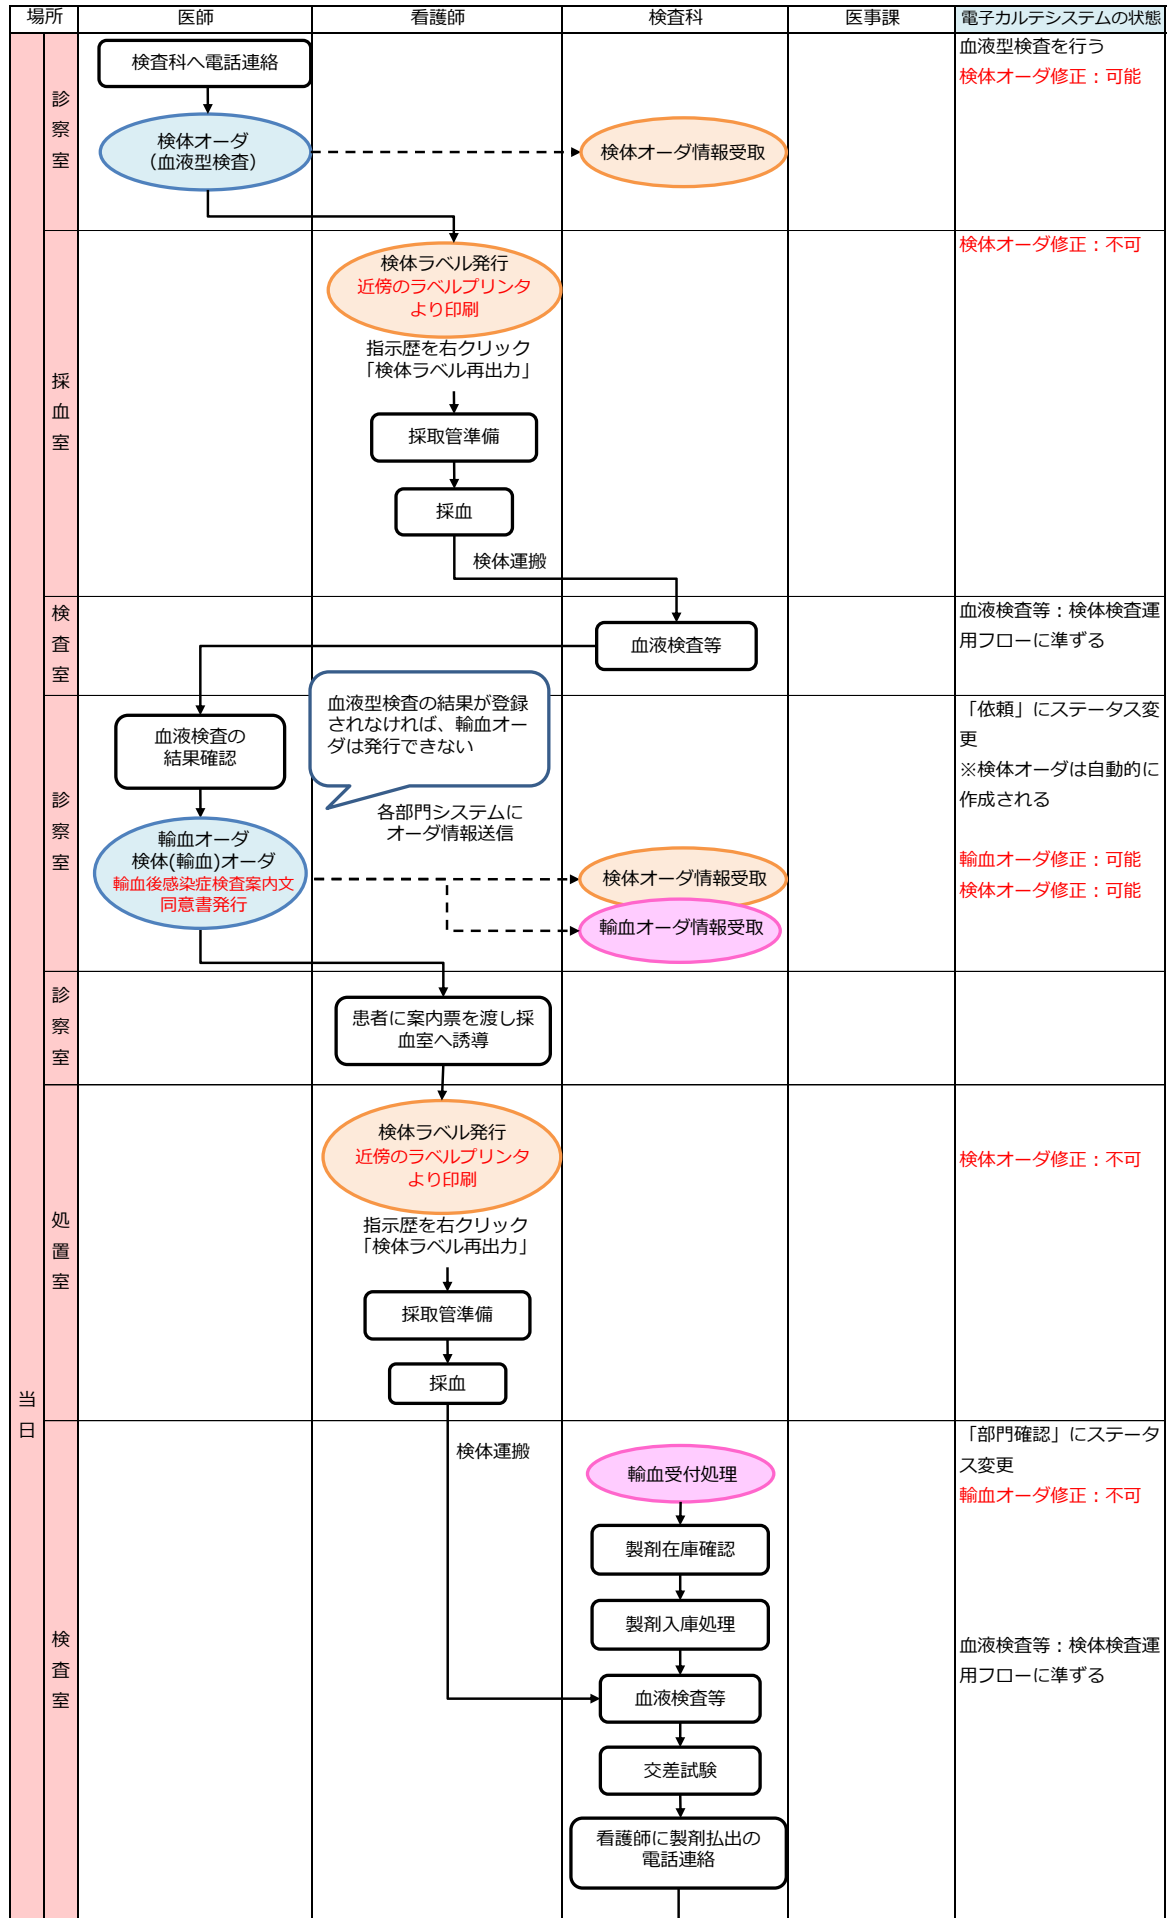 場所
医師
看護師
検査科
医事課
電子カルテシステムの状態
当
日
診
察
室
検査科へ電話連絡
検体オーダ
（血液型検査）
検体オーダ情報受取
血液型検査を行う
検体オーダ修正：可能
採
血
室
検体ラベル発行
近傍のラベルプリンタ
より印刷
指示歴を右クリック
「検体ラベル再出力」
採取管準備
採血
検体運搬
検体オーダ修正：不可
検
査
室
血液検査等
血液検査等：検体検査運
用フローに準ずる
診
察
室
血液検査の
結果確認
血液型検査の結果が登録
されなければ、輸血オー
ダは発行できない
各部門システムに
オーダ情報送信
輸血オーダ
検体(輸血)オーダ
輸血後感染症検査案内文
同意書発行
検体オーダ情報受取
輸血オーダ情報受取
「依頼」にステータス変
更
※検体オーダは自動的に
作成される
輸血オーダ修正：可能
検体オーダ修正：可能
診
察
室
患者に案内票を渡し採
血室へ誘導
処
置
室
検体ラベル発行
近傍のラベルプリンタ
より印刷
指示歴を右クリック
「検体ラベル再出力」
採取管準備
採血
検体オーダ修正：不可
検
査
室
検体運搬
輸血受付処理
製剤在庫確認
製剤入庫処理
血液検査等
交差試験
看護師に製剤払出の
電話連絡
「部門確認」にステータ
ス変更
輸血オーダ修正：不可
血液検査等：検体検査運
用フローに準ずる